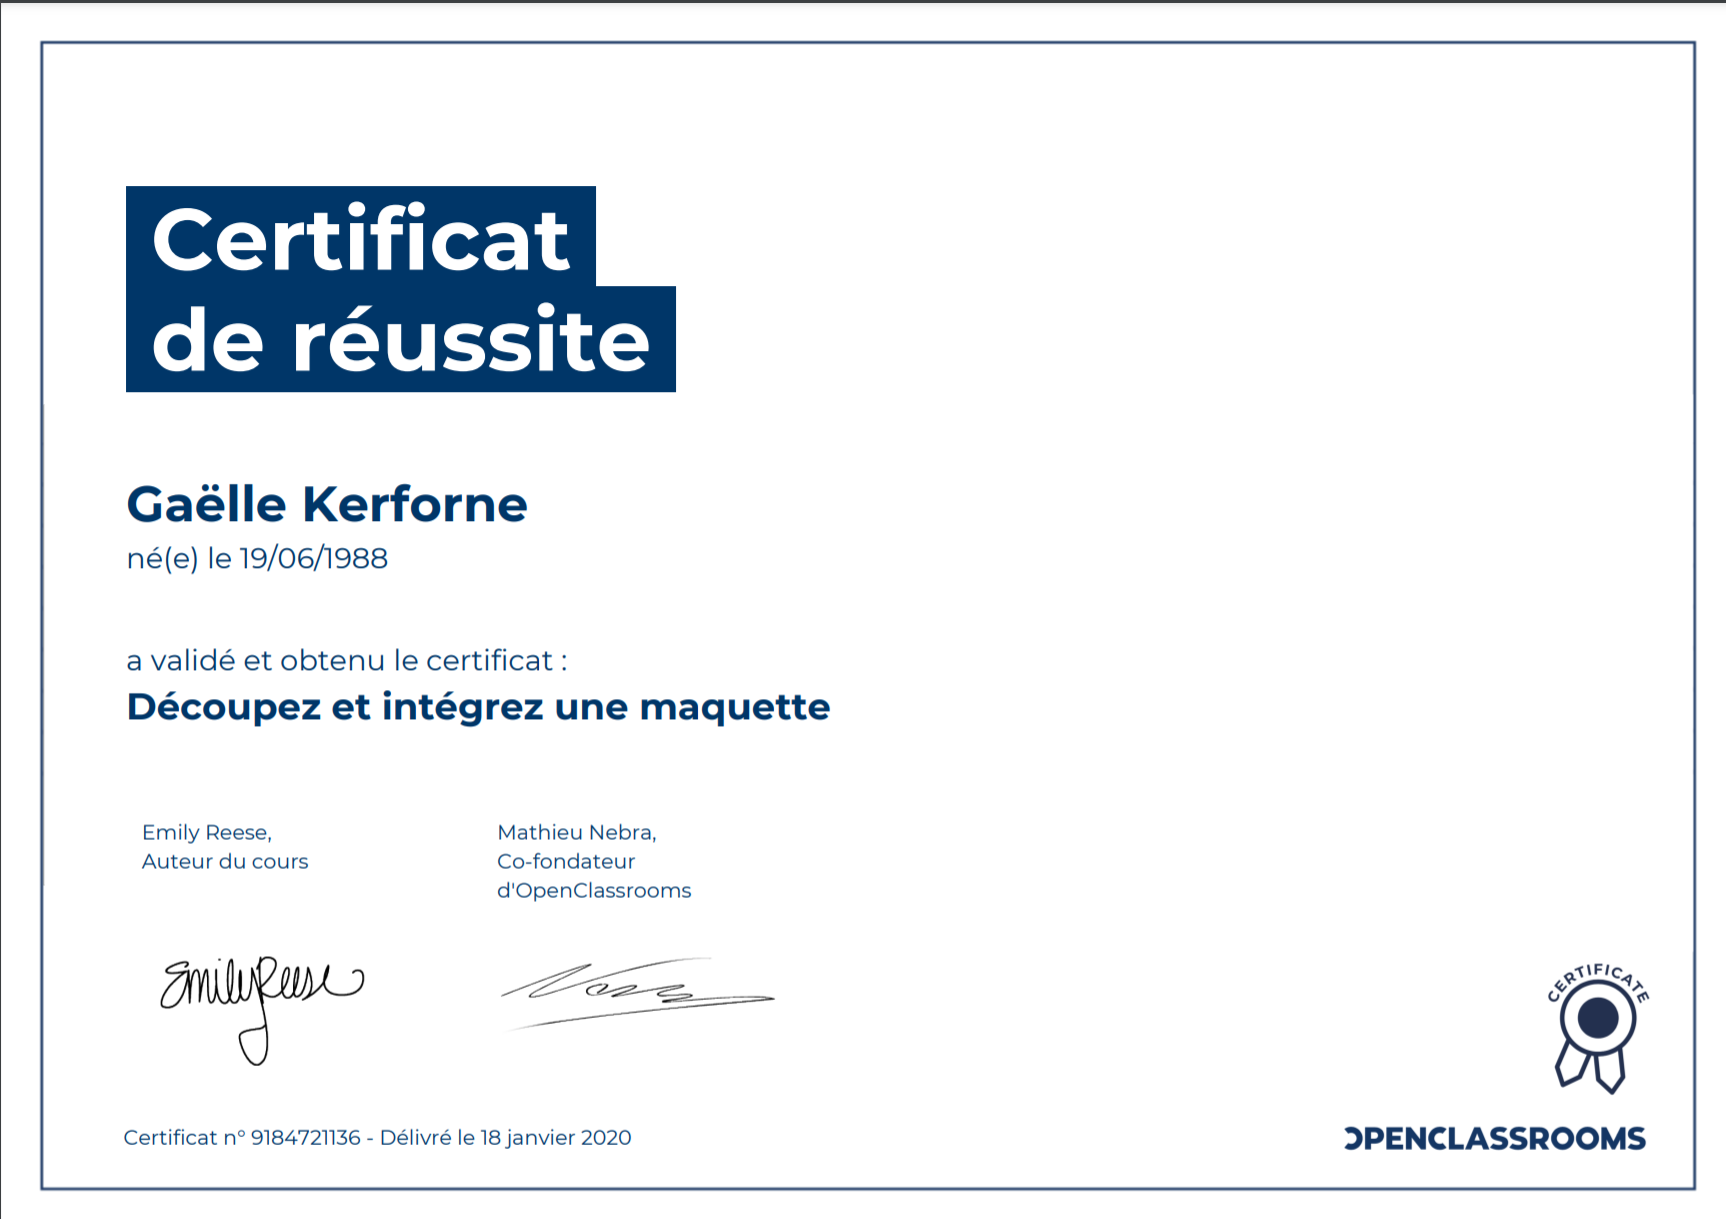 Certificat
de réussite
Gaëlle Kerforne
né(e) le 19/06/1988
a validé et obtenu le certificat :
Découpez et intégrez une maquette
Emily Reese,
Auteur du cours
Mathieu Nebra,
Co-fondateur
d'OpenClassrooms
Emily Reese
CERTIFICATE
Certificat n° 9184721136 - Délivré le 18 janvier 2020
OPENCLASSROOMS